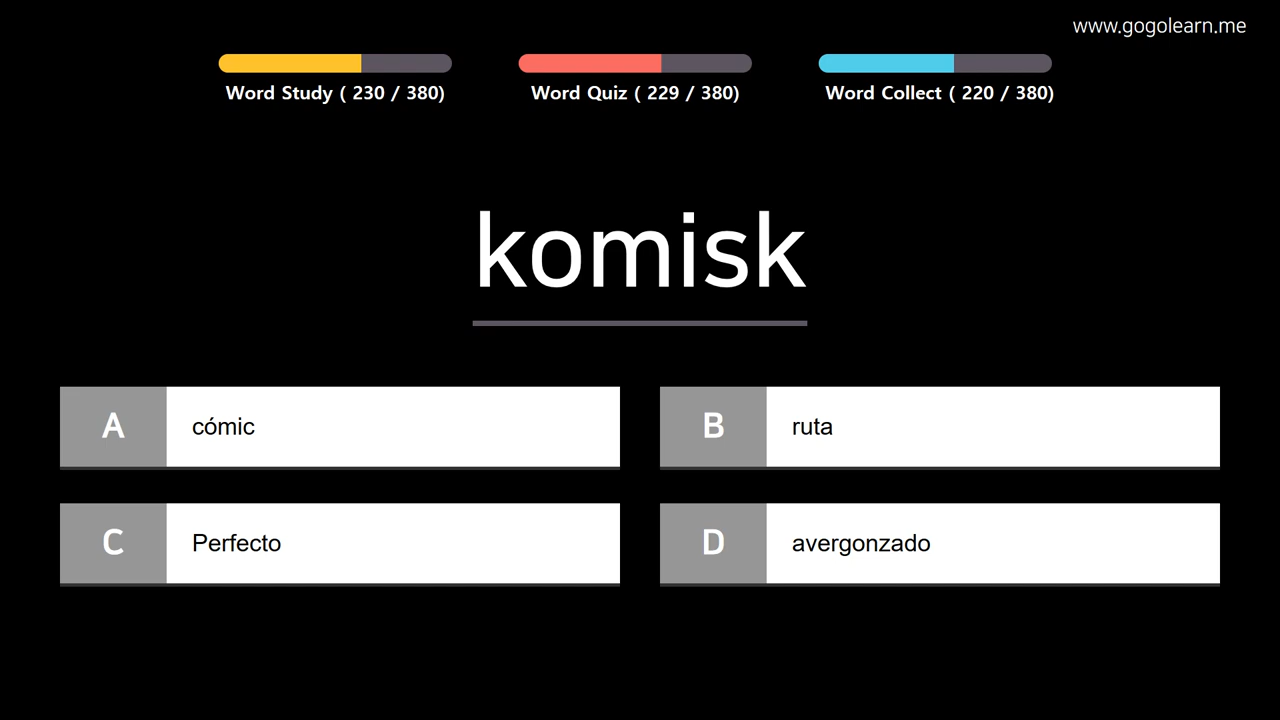 www.gogolearn.me
Word Study ( 230 / 380)
Word Quiz ( 229 / 380)
Word Collect ( 220 / 380)
komisk
A cómic
B ruta
C Perfecto
D avergonzado